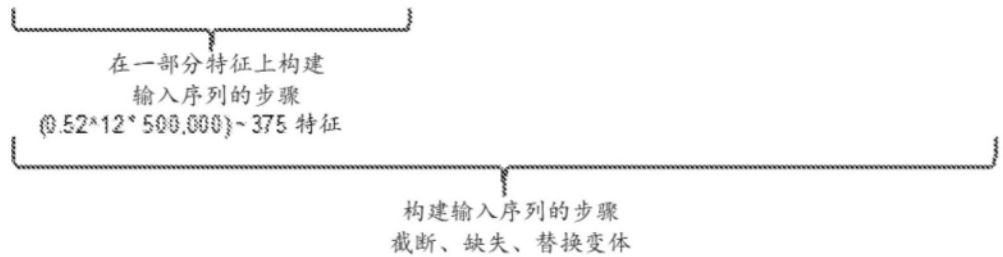 在一部分特征上构建
输入序列的步骤
(0.52^12* 500,000)~375 特征
构建输入序列的步骤
截断、缺失、替换变体